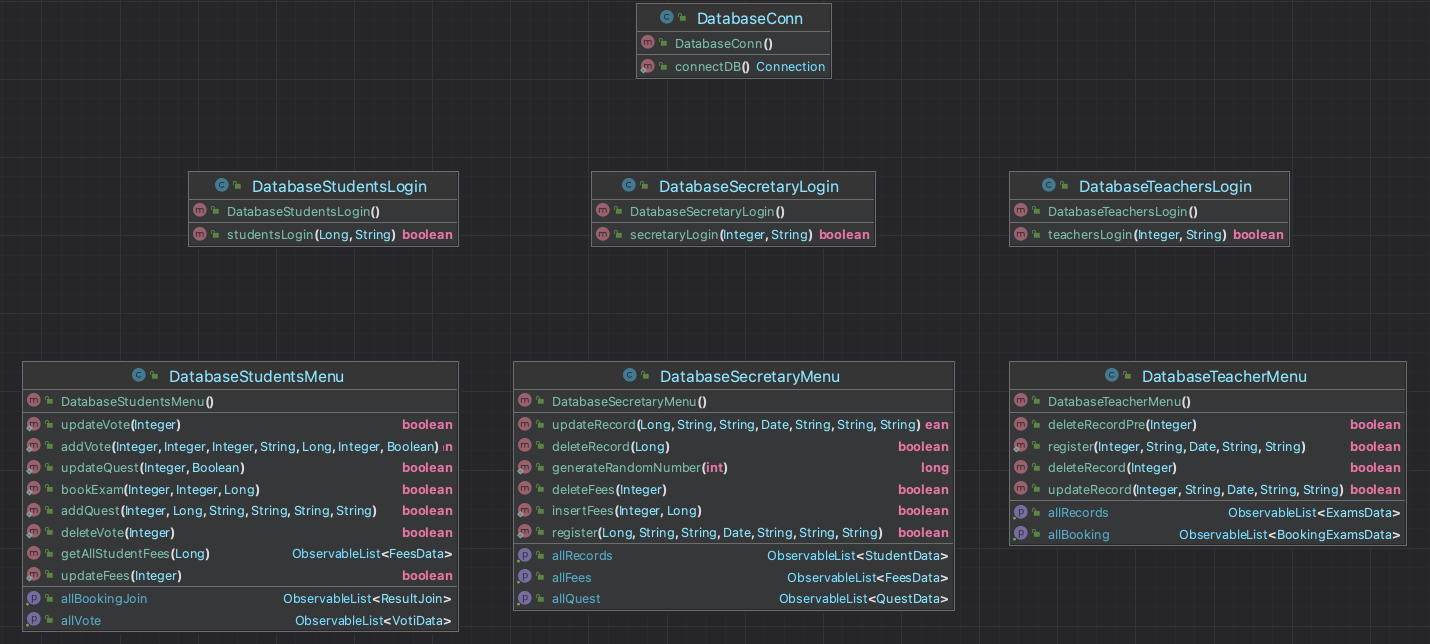 DatabaseConn
DatabaseConn()
connectDB() Connection
DatabaseStudentsLogin
DatabaseStudentsLogin()
studentsLogin(Long, String) boolean
DatabaseSecretaryLogin
DatabaseSecretaryLogin()
secretaryLogin(Integer, String) boolean
DatabaseTeachersLogin
DatabaseTeachersLogin()
teachersLogin(Integer, String) boolean
DatabaseStudentsMenu
DatabaseStudentsMenu()
updateVote(Integer) boolean
addVote(Integer, Integer, Integer, String, Long, Integer, Boolean) n
updateQuest(Integer, Boolean) boolean
bookExam(Integer, Integer, Long) boolean
addQuest(Integer, Long, String, String, String, String) boolean
deleteVote(Integer) boolean
getAllStudentFees(Long) ObservableList<FeesData>
updateFees(Integer) boolean
allBookingJoin ObservableList<ResultJoin>
allVote ObservableList<VotiData>
DatabaseSecretaryMenu
DatabaseSecretaryMenu()
updateRecord(Long, String, String, Date, String, String, String) ean
deleteRecord(Long) boolean
generateRandomNumber(int) long
deleteFees(Integer) boolean
insertFees(Integer, Long) boolean
register(Long, String, String, Date, String, String, String) boolean
allRecords ObservableList<StudentData>
allFees ObservableList<FeesData>
allQuest ObservableList<QuestData>
DatabaseTeacherMenu
DatabaseTeacherMenu()
deleteRecordPre(Integer) boolean
register(Integer, String, Date, String, String) boolean
deleteRecord(Integer) boolean
updateRecord(Integer, String, Date, String, String) boolean
allRecords ObservableList<ExamsData>
allBooking ObservableList<BookingExamsData>